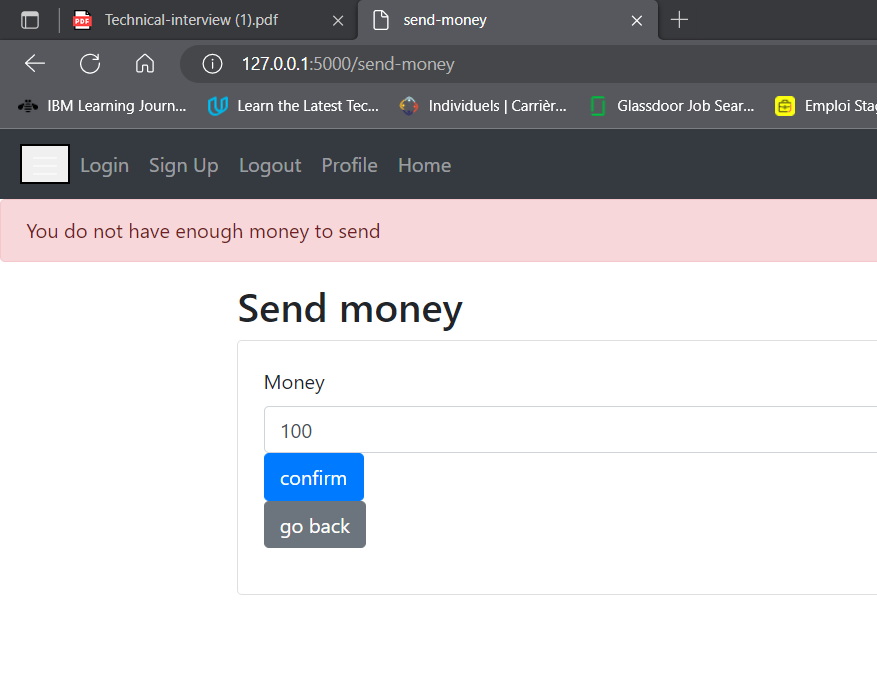 Technical-interview (1).pdf
send-money
127.0.0.1:5000/send-money
IBM Learning Journ... Learn the Latest Tec... Individuels | Carrièr... Glassdoor Job Sear... Emploi Sta
Login Sign Up Logout Profile Home
You do not have enough money to send
Send money
Money
100
confirm
go back